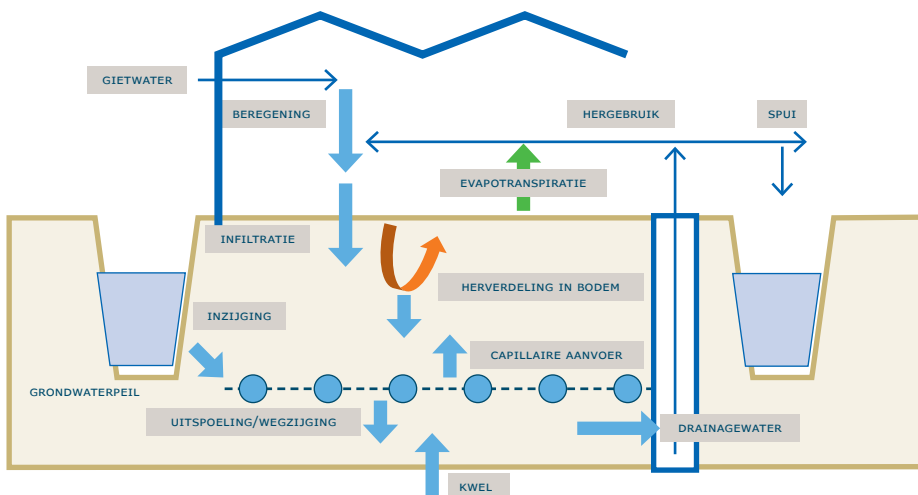 GIETWATER
BEREGENING
HERGEBRUIK
SPUI
EVAPOTRANSPIRATIE
INFILTRATIE
HERVERDELING IN BODEM
INZIJGING
CAPILLAIRE AANVOER
GRONDWATERPEIL
UITSPOELING/WEGZIJGING
DRAINAGEWATER
KWEL